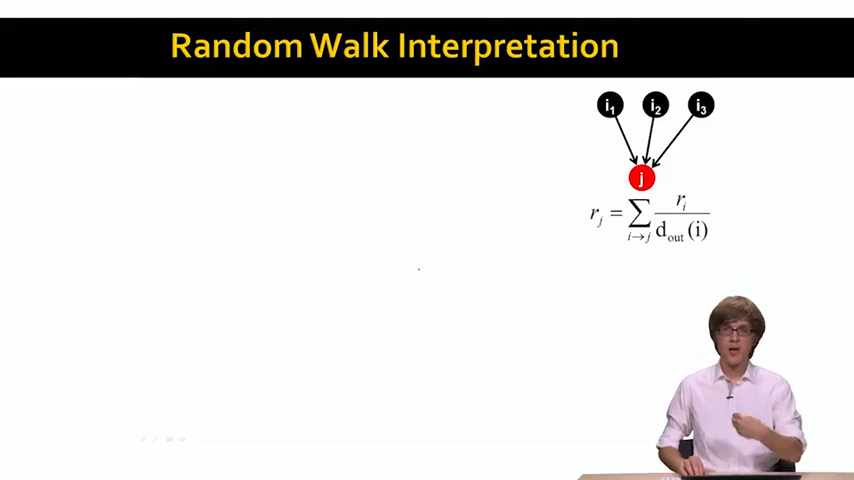 Random Walk Interpretation
i₁ i₂ i₃
j
r_j = ∑_{i→j} r_i / d_out (i)